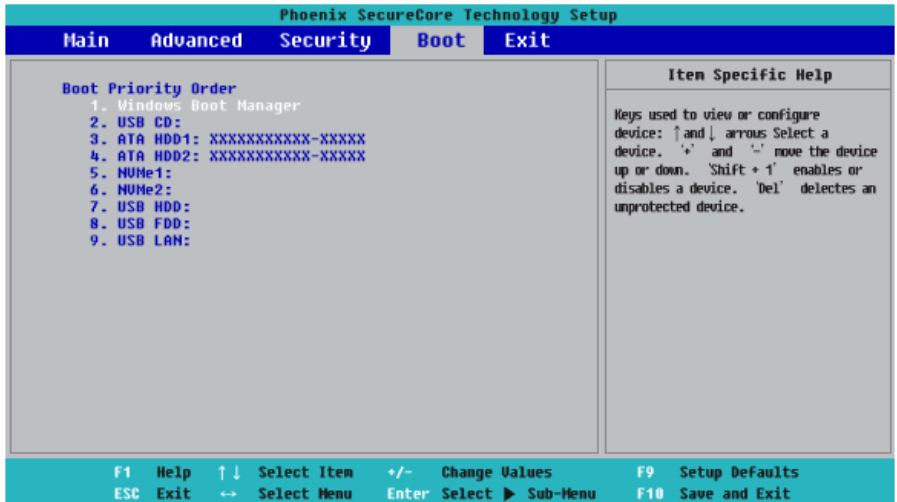 Phoenix SecureCore Technology Setup
Main Advanced Security Boot Exit
Boot Priority Order
1. Windows Boot Manager
2. USB CD:
3. ATA HDD1: XXXXXXXXXXX-XXXXX
4. ATA HDD2: XXXXXXXXXXX-XXXXX
5. NVMe1:
6. NVMe2:
7. USB HDD:
8. USB FDD:
9. USB LAN:
Item Specific Help
Keys used to view or configure
device: ↑and↓ arrous Select a
device. '+' and '-' move the device
up or down. 'Shift + 1' enables or
disables a device. 'Del' delectes an
unprotected device.
F1 Help ↑↓ Select Item +/- Change Values F9 Setup Defaults
ESC Exit ↔ Select Menu Enter Select ▶ Sub-Menu F10 Save and Exit